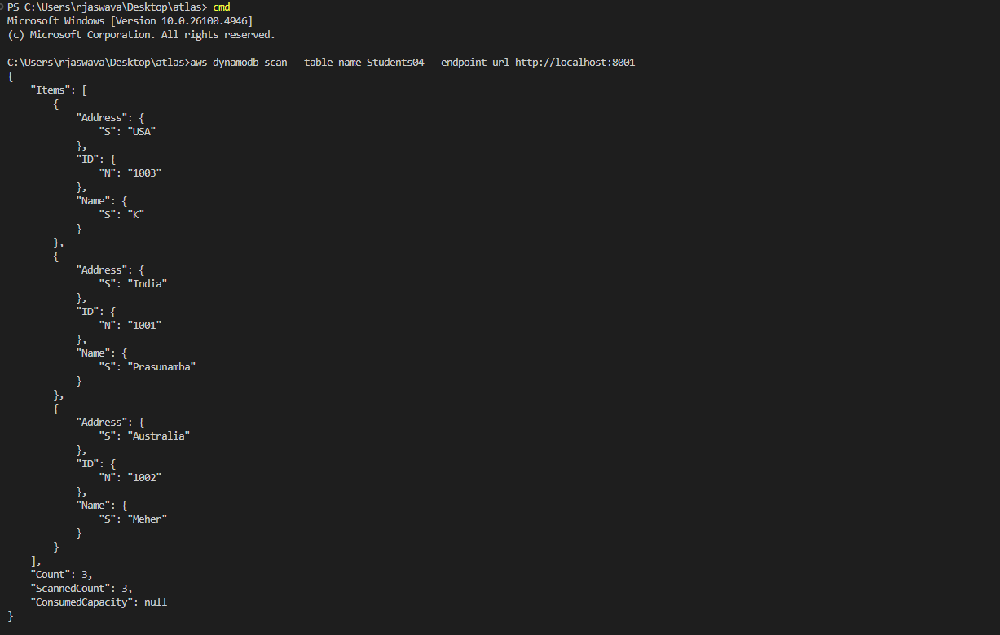 PS C:\Users\rjaswava\Desktop\atlas> cmd
Microsoft Windows [Version 10.0.26100.4946]
(c) Microsoft Corporation. All rights reserved.

C:\Users\rjaswava\Desktop\atlas>aws dynamodb scan --table-name Students04 --endpoint-url http://localhost:8001
{
    "Items": [
        {
            "Address": {
                "S": "USA"
            },
            "ID": {
                "N": "1003"
            },
            "Name": {
                "S": "K"
            }
        },
        {
            "Address": {
                "S": "India"
            },
            "ID": {
                "N": "1001"
            },
            "Name": {
                "S": "Prasunamba"
            }
        },
        {
            "Address": {
                "S": "Australia"
            },
            "ID": {
                "N": "1002"
            },
            "Name": {
                "S": "Meher"
            }
        }
    ],
    "Count": 3,
    "ScannedCount": 3,
    "ConsumedCapacity": null
}